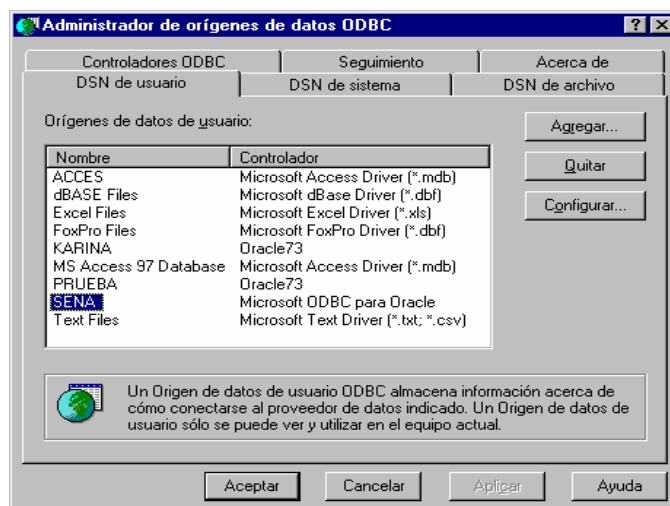 Administrador de orígenes de datos ODBC
Controladores ODBC Seguimiento Acerca de
DSN de usuario DSN de sistema DSN de archivo
Orígenes de datos de usuario:
Agregar...
Quitar
Configurar...
Nombre Controlador
ACCES Microsoft Access Driver (*.mdb)
dBASE Files Microsoft dBase Driver (*.dbf)
Excel Files Microsoft Excel Driver (*.xls)
FoxPro Files Microsoft FoxPro Driver (*.dbf)
KARINA Oracle73
MS Access 97 Database Microsoft Access Driver (*.mdb)
PRUEBA Oracle73
SENA Microsoft ODBC para Oracle
Text Files Microsoft Text Driver (*.txt; *.csv)
Un Origen de datos de usuario ODBC almacena información acerca de
cómo conectarse al proveedor de datos indicado. Un Origen de datos de
usuario sólo se puede ver y utilizar en el equipo actual.
Aceptar Cancelar Aplicar Ayuda